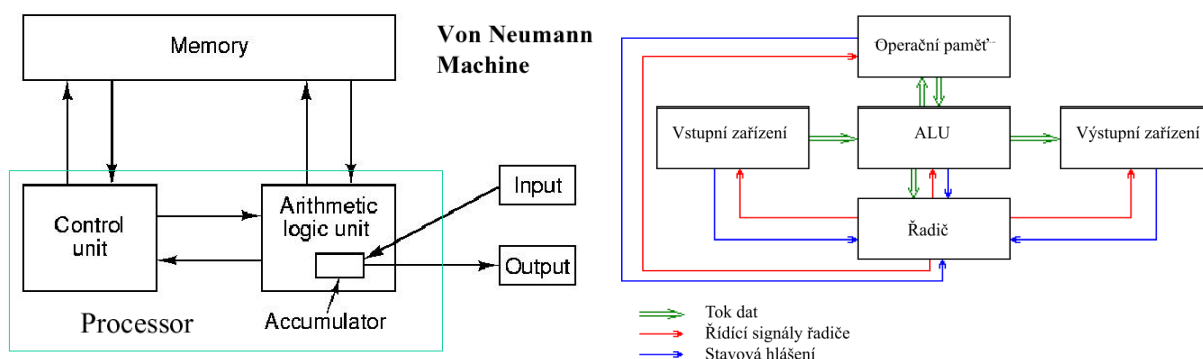 Memory
Von Neumann
Machine
Control
unit
Arithmetic
logic unit
Input
Output
Processor
Accumulator
Operační paměť
Vstupní zařízení
ALU
Výstupní zařízení
Řadič
Tok dat
Řídící signály řadiče
Stavová hlášení